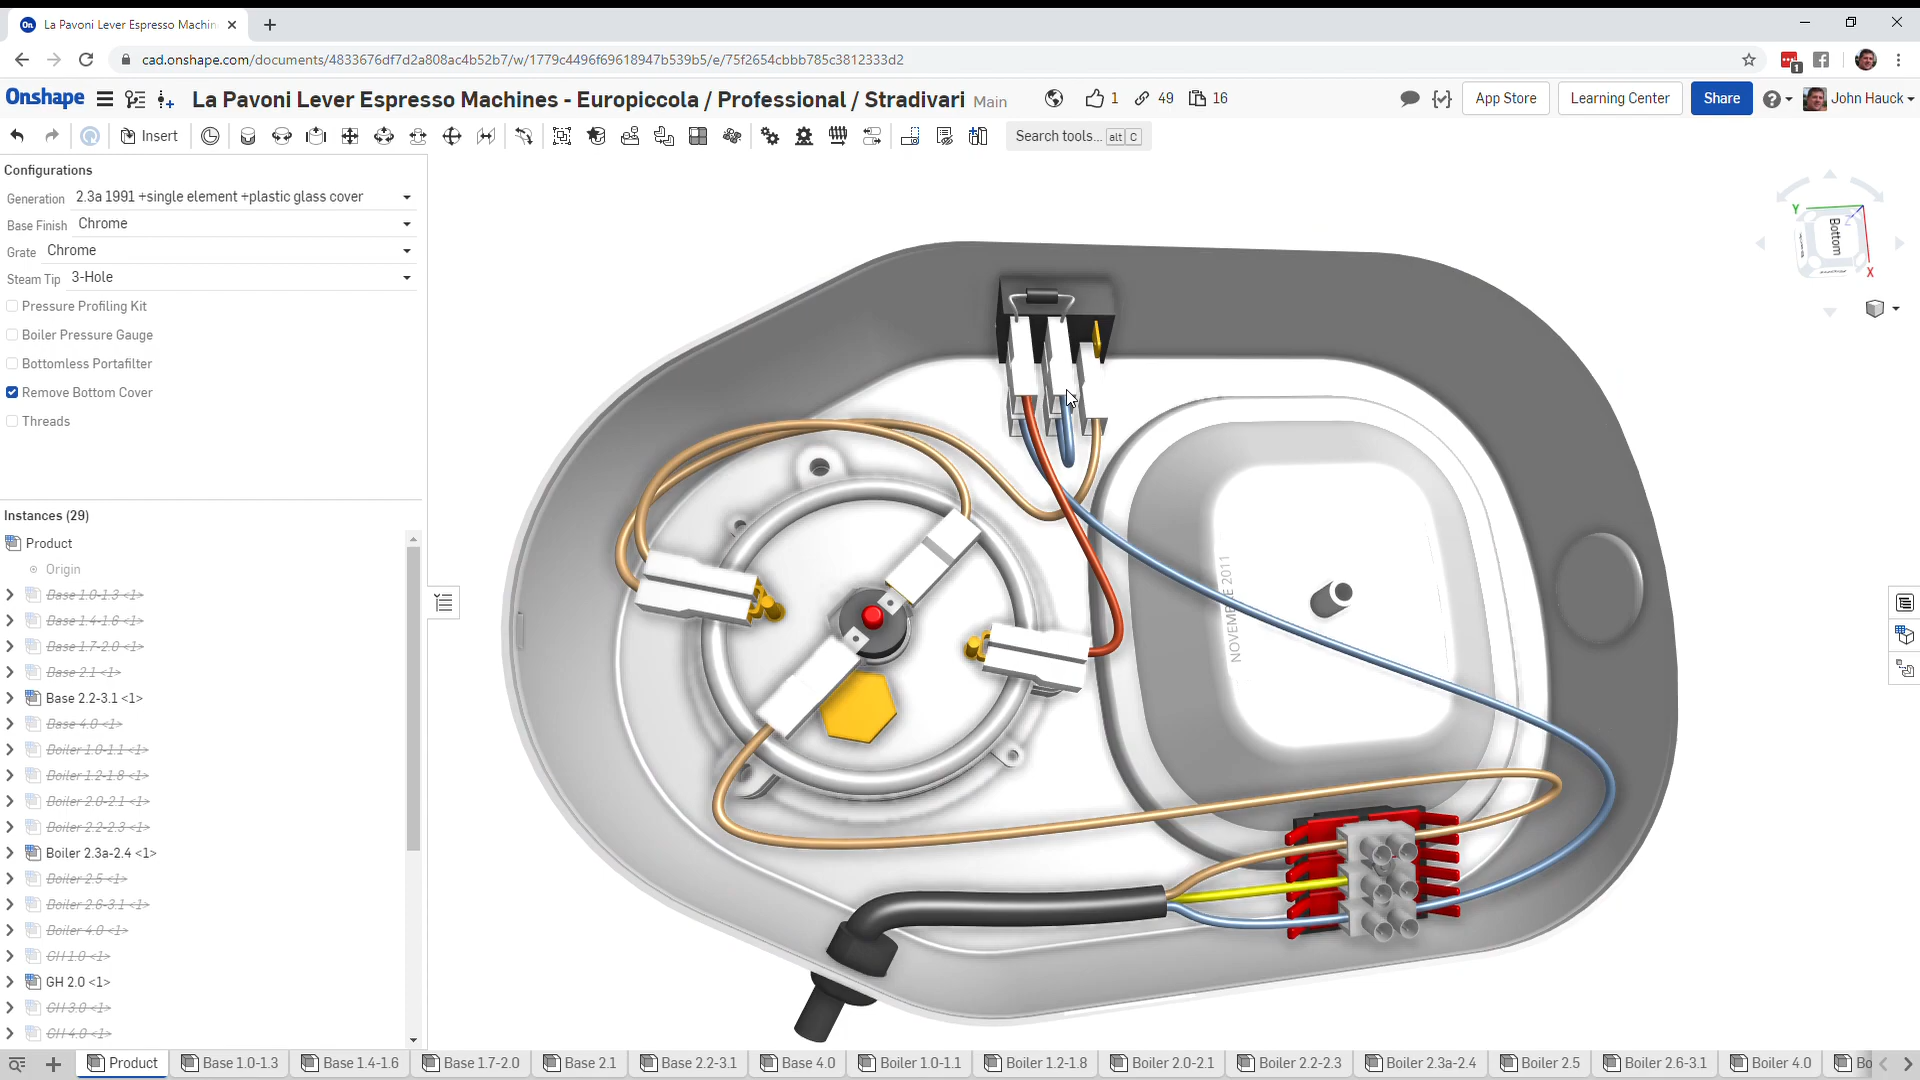 La Pavoni Lever Espresso Machin
cad.onshape.com/documents/4833676df7d2a808ac4b52b7/w/1779c4496f69618947b539b5/e/75f2654cbbb785c3812333d2
1
Onshape
La Pavoni Lever Espresso Machines - Europiccola / Professional / Stradivari Main
1 49 16
App Store
Learning Center
Share
John Hauck
Insert
Search tools... alt C
Configurations
Generation 2.3a 1991 +single element +plastic glass cover
Base Finish Chrome
Grate Chrome
Steam Tip 3-Hole
Pressure Profiling Kit
Boiler Pressure Gauge
Bottomless Portafilter
Remove Bottom Cover
Threads
Instances (29)
Product
Origin
Base 1.0-1.3 <1>
Base 1.4-1.6 <1>
Base 1.7-2.0 <1>
Base 2.1 <1>
Base 2.2-3.1 <1>
Base 4.0 <1>
Boiler 1.0-1.1 <1>
Boiler 1.2-1.8 <1>
Boiler 2.0-2.1 <1>
Boiler 2.2-2.3 <1>
Boiler 2.3a-2.4 <1>
Boiler 2.5 <1>
Boiler 2.6-3.1 <1>
Boiler 4.0 <1>
GH 1.0 <1>
GH 2.0 <1>
GH 3.0 <1>
GH 4.0 <1>
Y
Z
Bottom
X
NOVEMBRE 2011
Product
Base 1.0-1.3
Base 1.4-1.6
Base 1.7-2.0
Base 2.1
Base 2.2-3.1
Base 4.0
Boiler 1.0-1.1
Boiler 1.2-1.8
Boiler 2.0-2.1
Boiler 2.2-2.3
Boiler 2.3a-2.4
Boiler 2.5
Boiler 2.6-3.1
Boiler 4.0
Bo